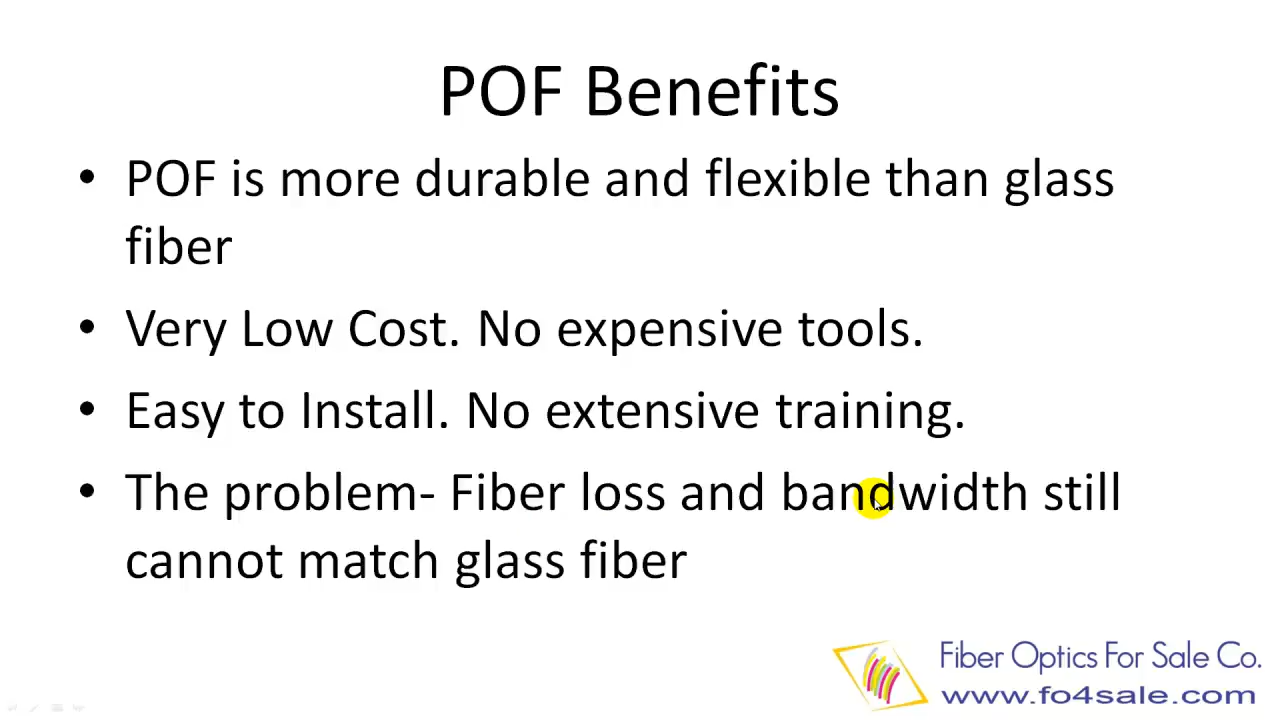 POF Benefits
• POF is more durable and flexible than glass
fiber
• Very Low Cost. No expensive tools.
• Easy to Install. No extensive training.
• The problem- Fiber loss and bandwidth still
cannot match glass fiber
Fiber Optics For Sale Co.
www.fo4sale.com